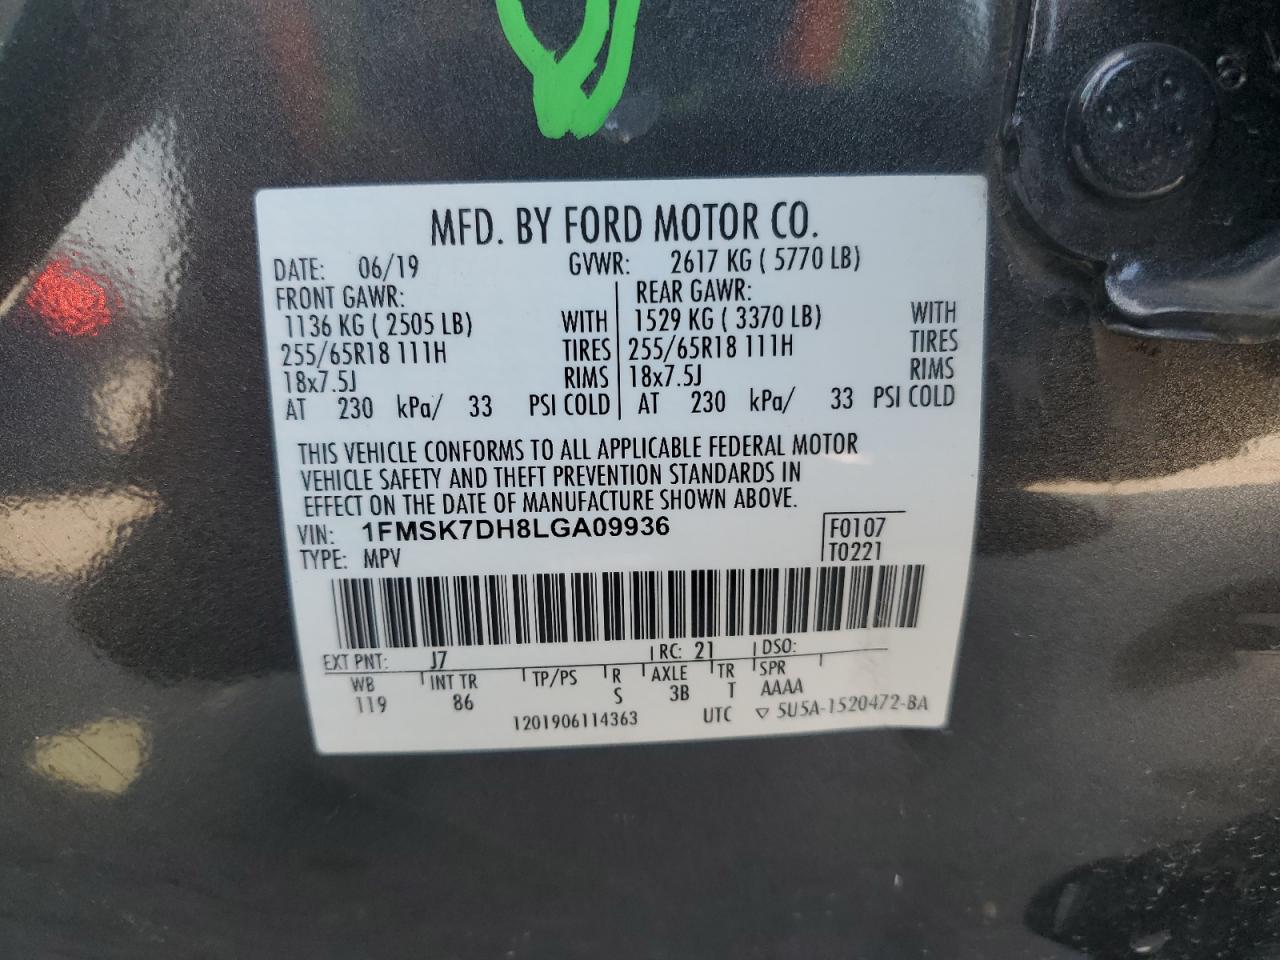 MFD. BY FORD MOTOR CO.
DATE: 06/19 GVWR: 2617 KG ( 5770 LB)
FRONT GAWR: REAR GAWR:
1136 KG ( 2505 LB) WITH 1529 KG ( 3370 LB) WITH
255/65R18 111H TIRES 255/65R18 111H TIRES
18x7.5J RIMS 18x7.5J RIMS
AT 230 kPa/ 33 PSI COLD AT 230 kPa/ 33 PSI COLD
THIS VEHICLE CONFORMS TO ALL APPLICABLE FEDERAL MOTOR
VEHICLE SAFETY AND THEFT PREVENTION STANDARDS IN
EFFECT ON THE DATE OF MANUFACTURE SHOWN ABOVE.
VIN: 1FMSK7DH8LGA09936 F0107
TYPE: MPV T0221
EXT PNT: J7 RC: 21 DSO:
WB INT TR TP/PS R AXLE TR SPR
119 86 S 3B T AAAA
1201906114363 UTC ▽ 5U5A-1520472-BA